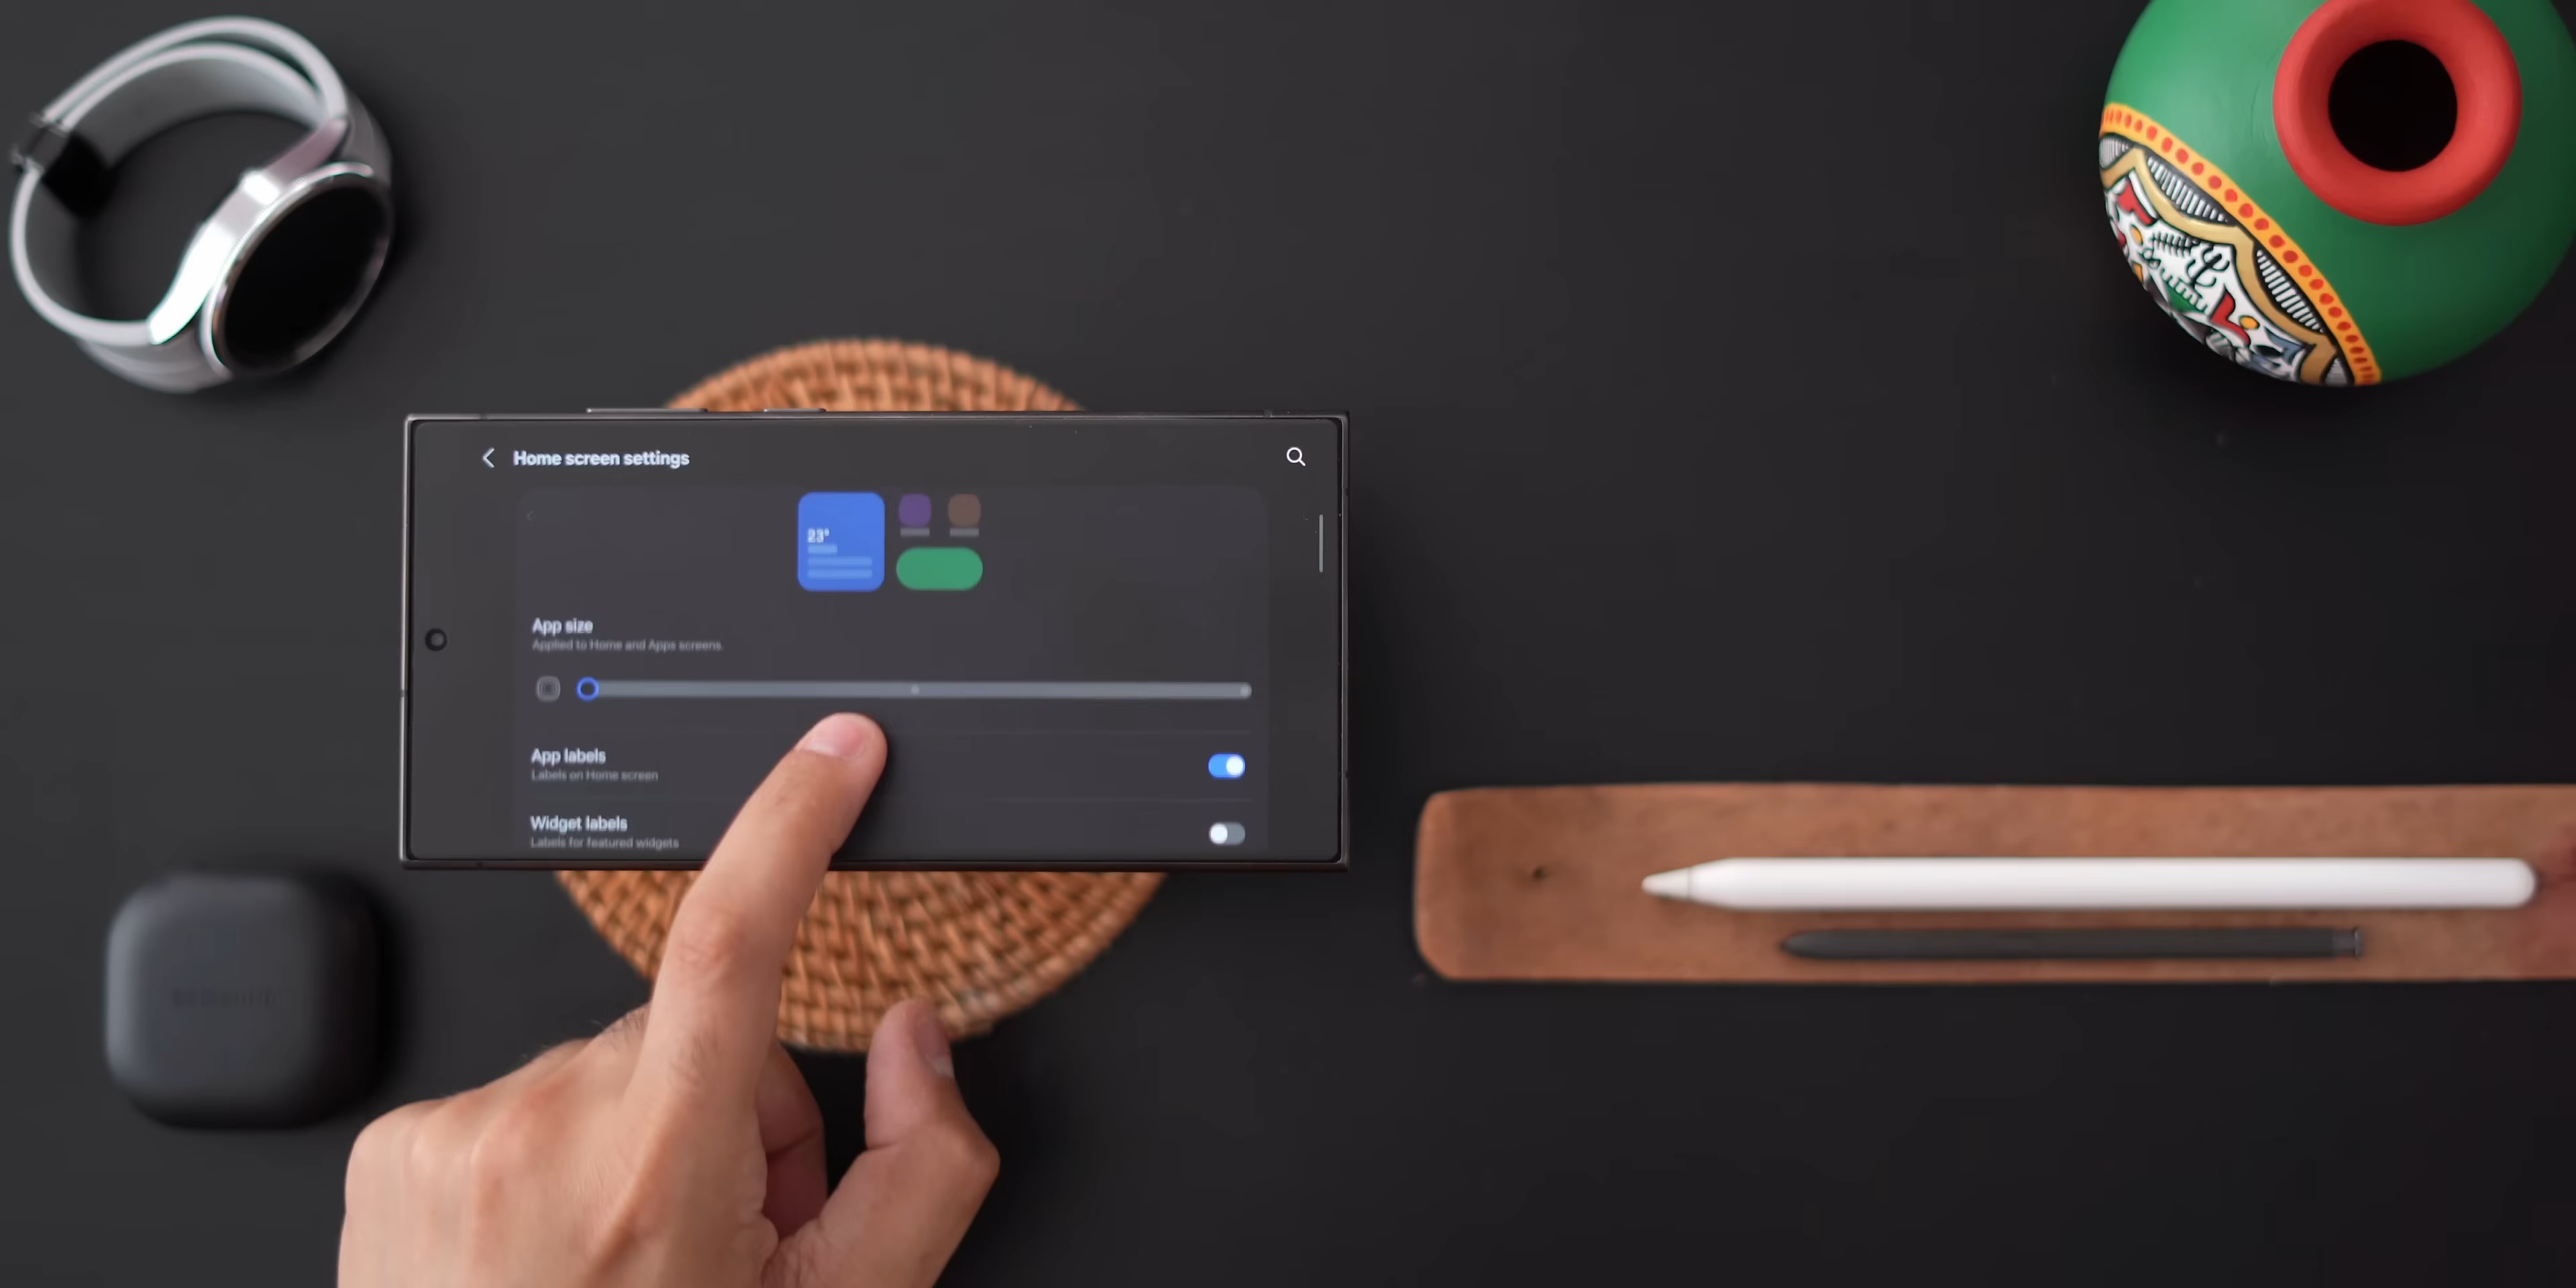 Home screen settings
23°
App size
Applied to Home and Apps screens.
App labels
Labels on Home screen
Widget labels
Labels for featured widgets
SAMSUNG